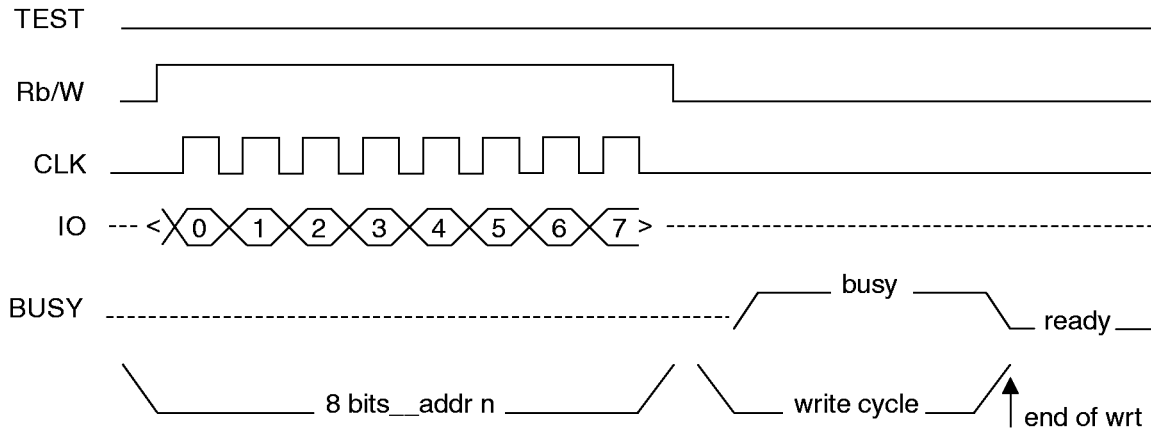 TEST
Rb/W
CLK
IO 0 1 2 3 4 5 6 7
BUSY busy ready
8 bits__addr n write cycle end of wrt